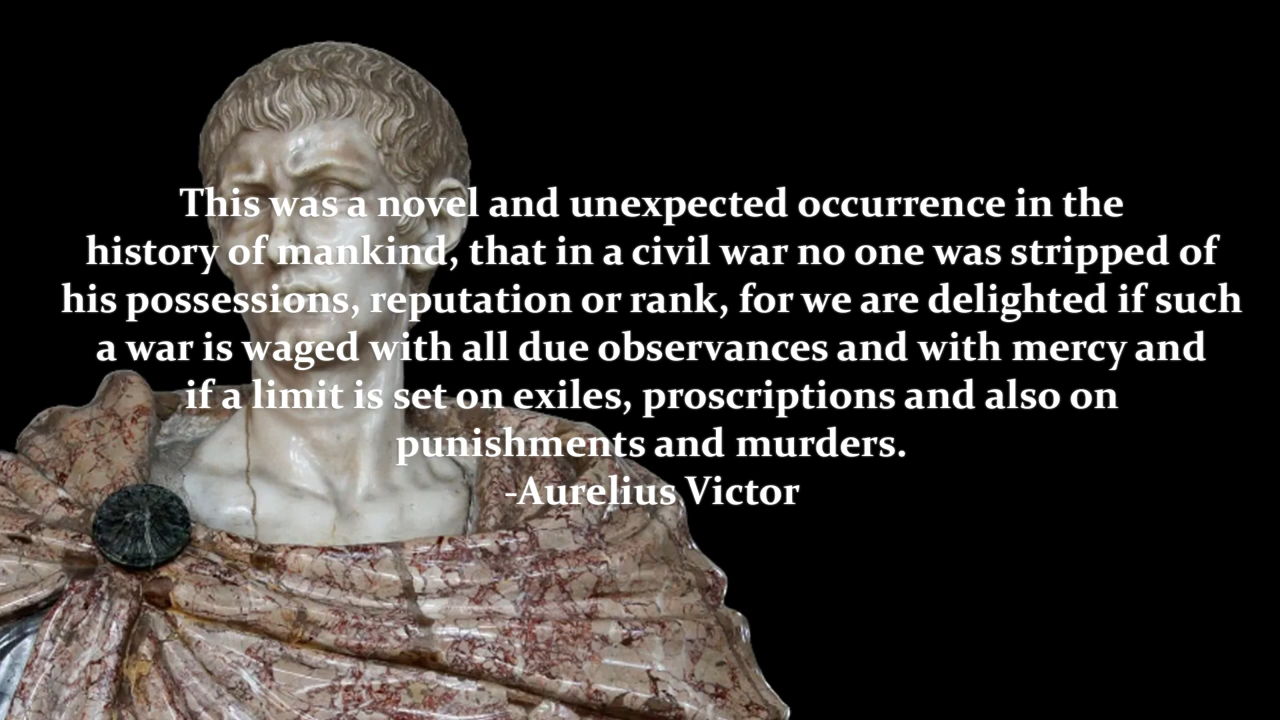 This was a novel and unexpected occurrence in the
history of mankind, that in a civil war no one was stripped of
his possessions, reputation or rank, for we are delighted if such
a war is waged with all due observances and with mercy and
if a limit is set on exiles, proscriptions and also on
punishments and murders.
-Aurelius Victor